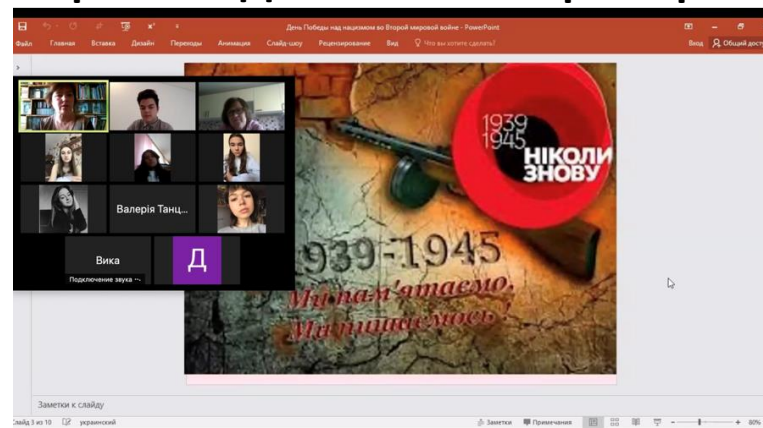 День Победы над нацизмом во Второй мировой войне - PowerPoint
Файл Главная Вставка Дизайн Переходы Анимация Слайд-шоу Рецензирование Вид Что вы хотите сделать? Вход Общий дост
1939
1945
НІКОЛИ
ЗНОВУ
Валерія Танц...
Вика
Д
Подключение звука
1939-1945
Ми пам'ятаємо.
Ми пишаємось!
Заметки к слайду
Слайд 3 из 10 украинский Заметки Примечания 80%